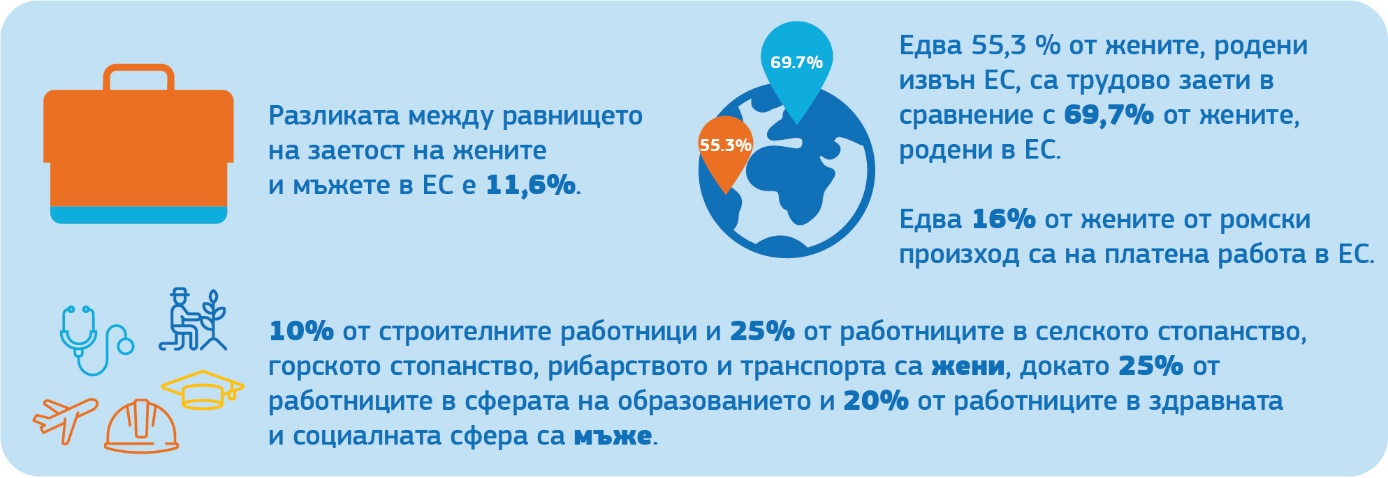 Разликата между равнището
на заетост на жените
и мъжете в ЕС е 11,6%.
69.7%
55.3%
Едва 55,3 % от жените, родени
извън ЕС, са трудово заети в
сравнение с 69,7% от жените,
родени в ЕС.
Едва 16% от жените от ромски
произход са на платена работа в ЕС.
10% от строителните работници и 25% от работниците в селското стопанство,
горското стопанство, рибарството и транспорта са жени, докато 25% от
работниците в сферата на образованието и 20% от работниците в здравната
и социалната сфера са мъже.